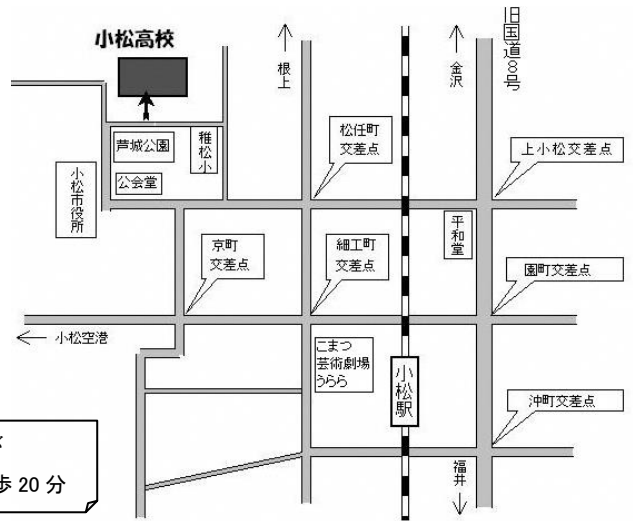 小松高校
根上
金沢
旧国道8号
芦城公園
稚松小
公会堂
小松市役所
松任町
交差点
上小松交差点
平和堂
京町
交差点
細工町
交差点
園町交差点
小松空港
こまつ
芸術劇場
うらら
小松駅
沖町交差点
福井
歩20分